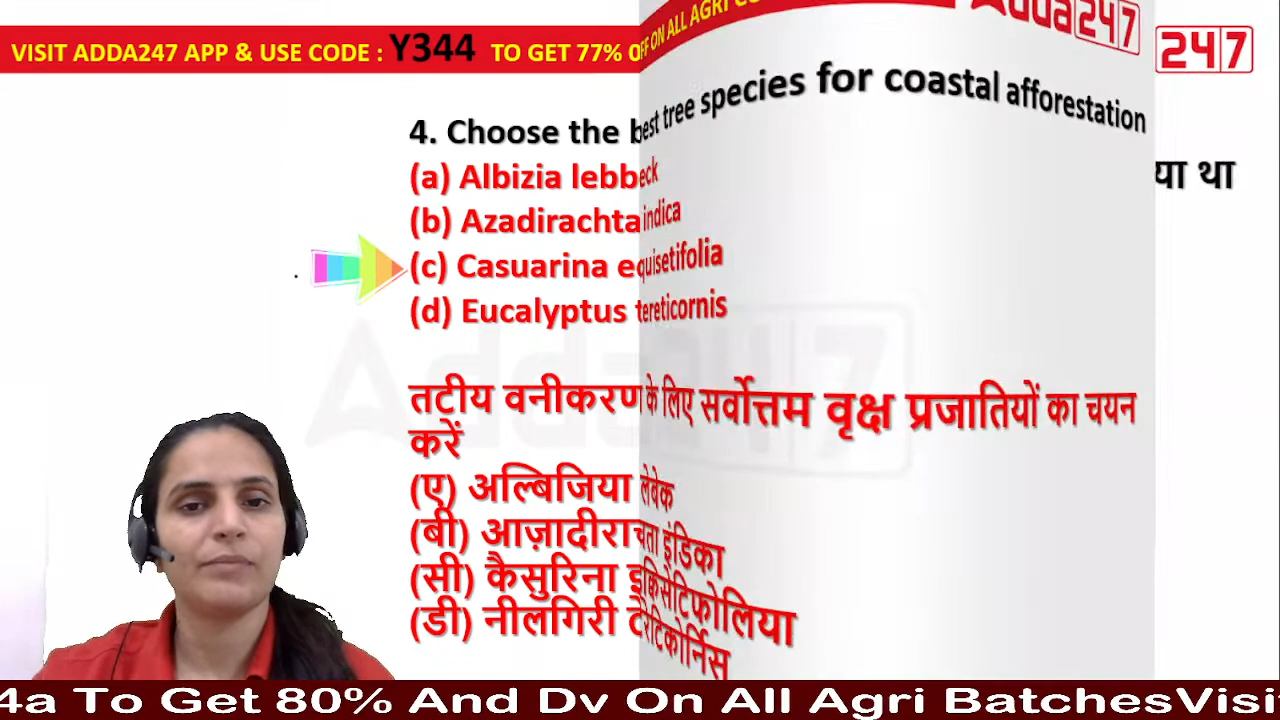 VISIT ADDA247 APP & USE CODE : Y344 TO GET 77% OFF ON ALL AGRI
Adda247
247
4. Choose the best tree species for coastal afforestation
(a) Albizia lebbeck
(b) Azadirachta indica
(c) Casuarina equisetifolia
(d) Eucalyptus tereticornis
या था
Adda247
तटीय वनीकरण के लिए सर्वोत्तम वृक्ष प्रजातियों का चयन
करें
(ए) अल्बिजिया लेबेक
(बी) आज़ादीराचता इंडिका
(सी) कैसुरिना इक्विसेटिफोलिया
(डी) नीलगिरी टेरेटिकोर्निस
4a To Get 80% And Dv On All Agri BatchesVisi